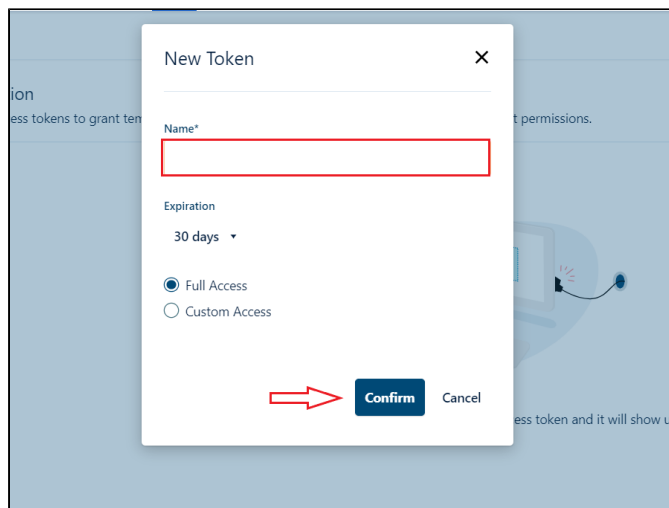 New Token
ion
ess tokens to grant tem
t permissions.
Name*
Expiration
30 days
Full Access
Custom Access
Confirm
Cancel
ess token and it will show u